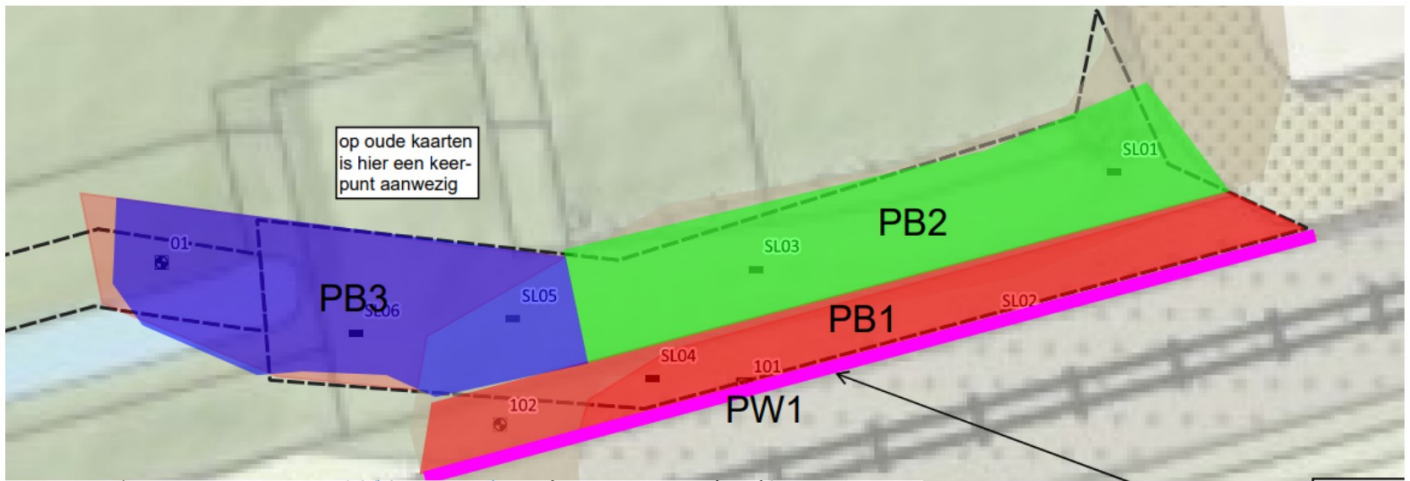 op oude kaarten
is hier een keer-
punt aanwezig
SL01
PB2
01
SL03
SL05
PB3
SL06
SL02
PB1
SL04
101
102
PW1